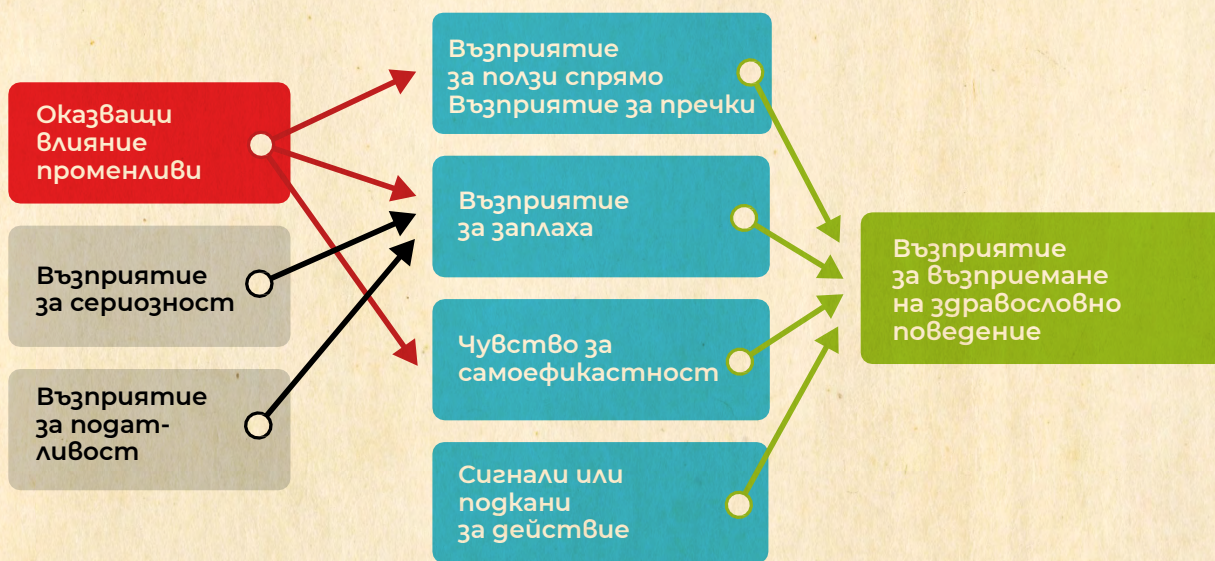 Оказващи
влияние
променливи
Възприятие
за сериозност
Възприятие
за подат-
ливост
Възприятие
за ползи спрямо
Възприятие за пречки
Възприятие
за заплаха
Чувство за
самоефикастност
Сигнали или
подкани
за действие
Възприятие
за възприемане
на здравословно
поведение